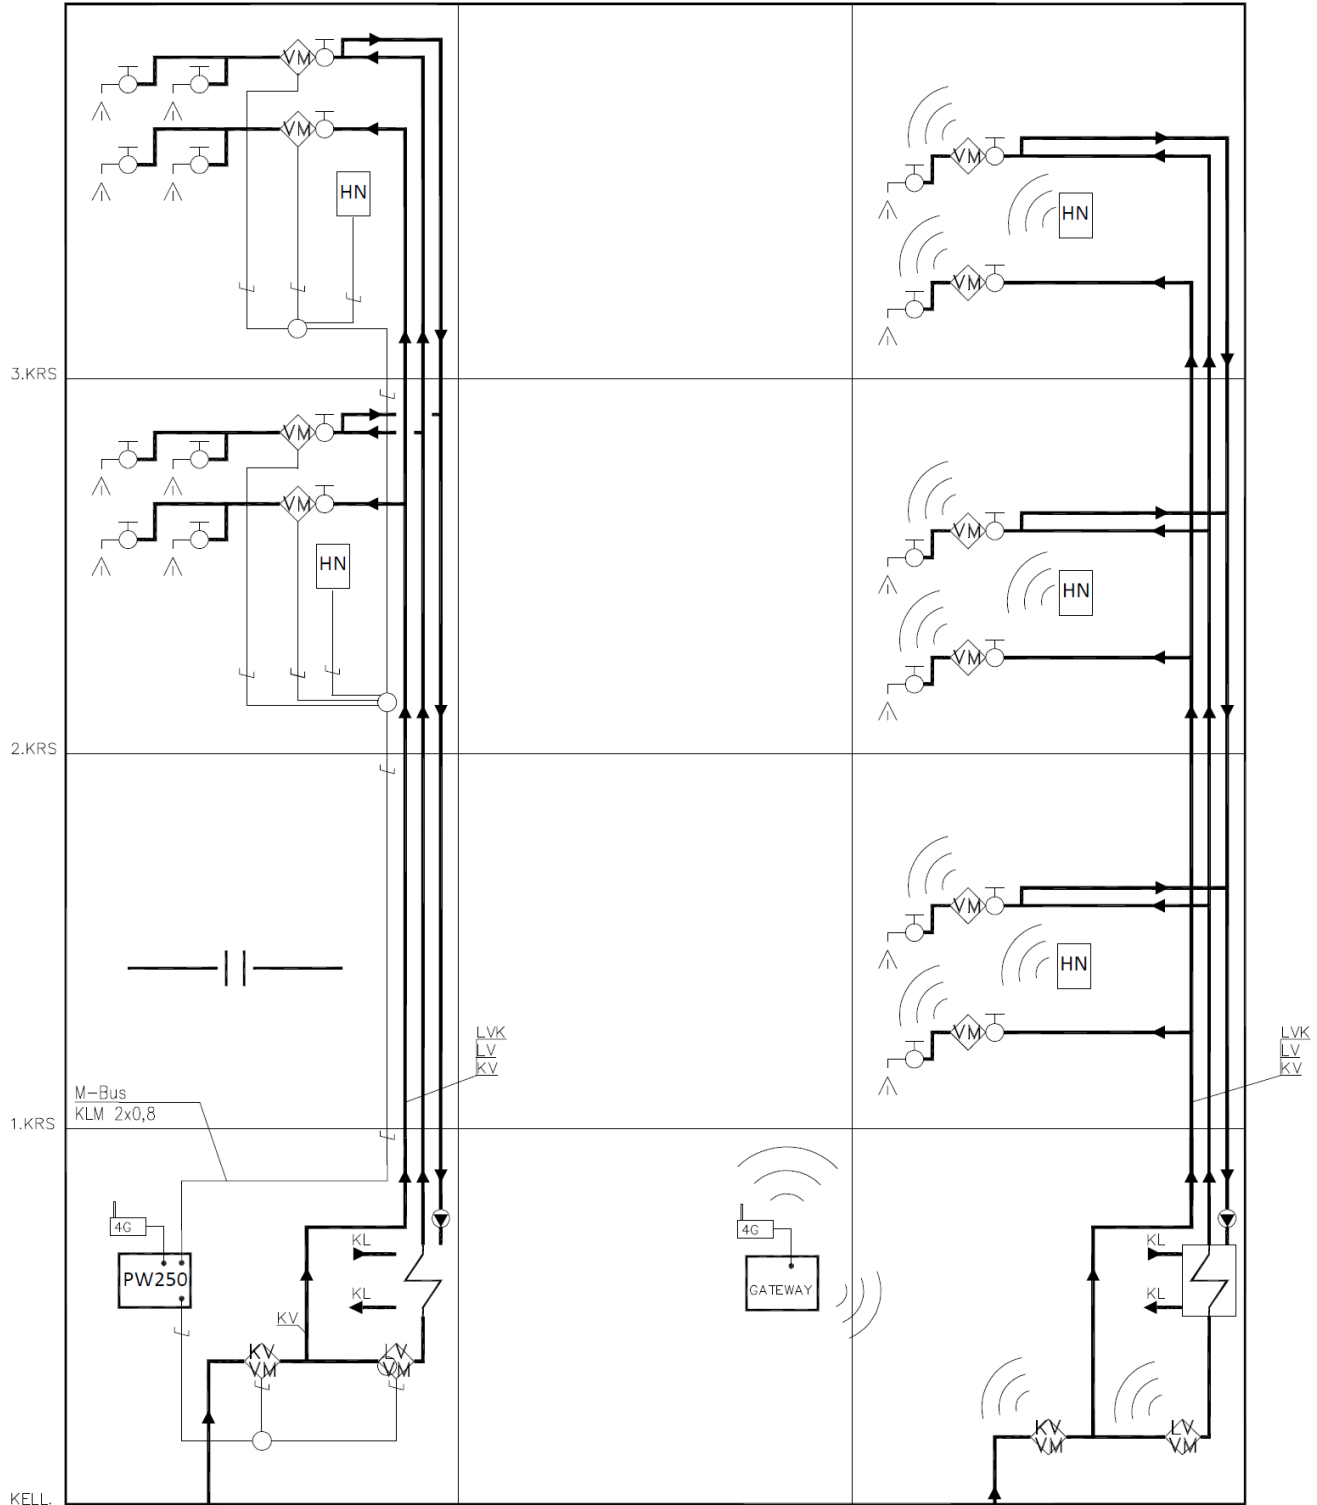 VM
VM
HN
VM
HN
VM
3.KRS
VM
VM
HN
VM
HN
VM
2.KRS
VM
HN
VM
LVK
LV
KV
LVK
LV
KV
M-Bus
KLM 2x0,8
1.KRS
4G
PW250
KL
KL
KV
KV
VM
LV
VM
4G
GATEWAY
KL
KL
KV
VM
LV
VM
KELL.